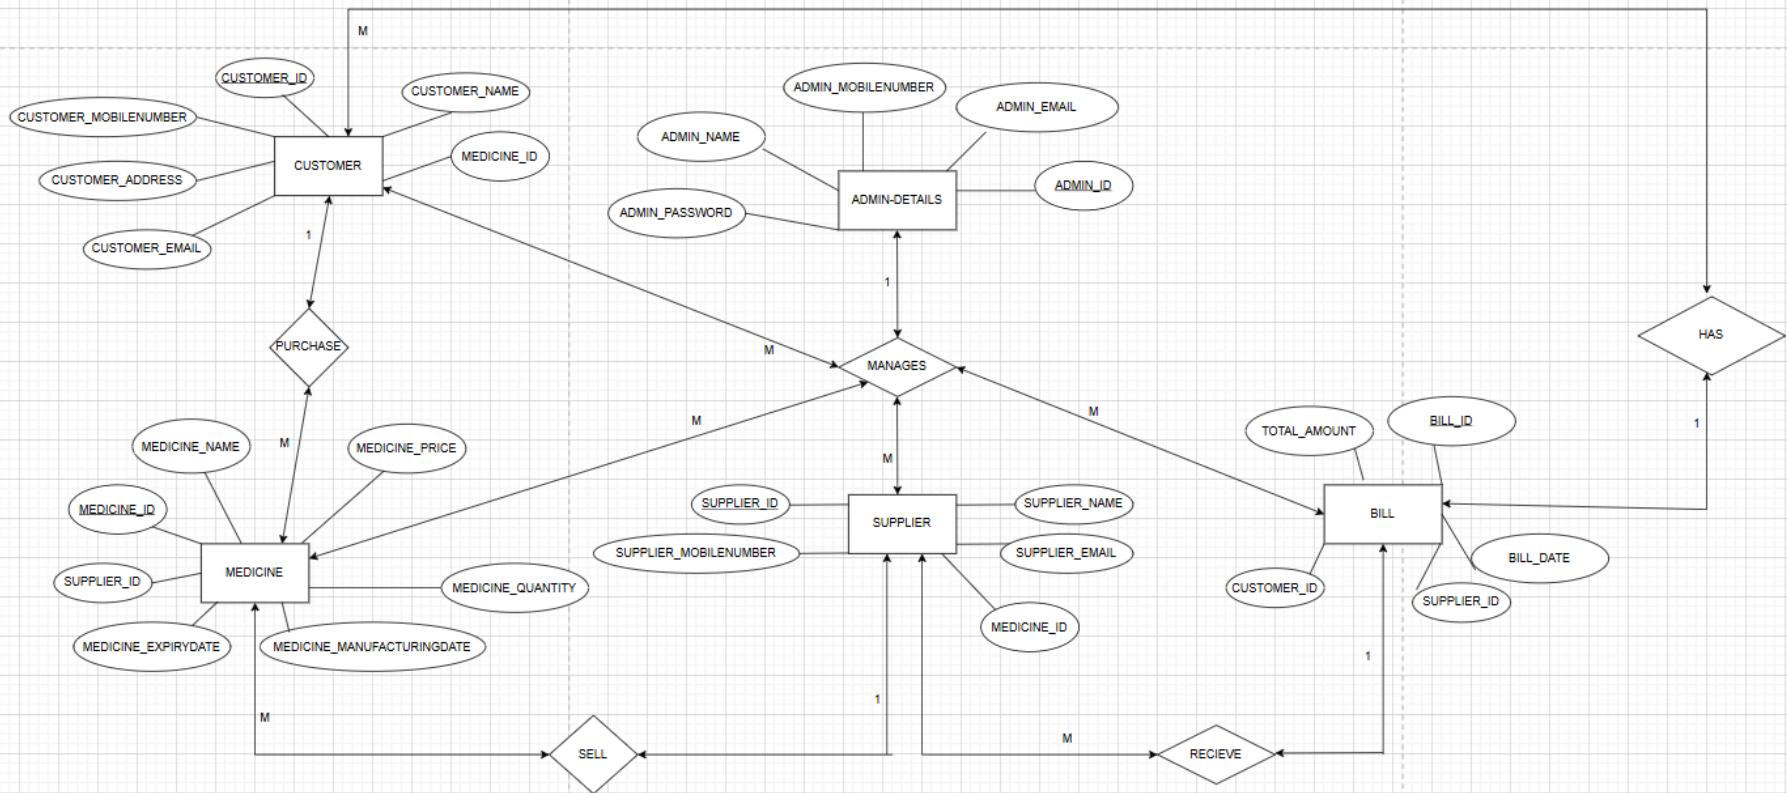 M
CUSTOMER_ID
CUSTOMER_NAME
CUSTOMER_MOBILENUMBER
MEDICINE_ID
CUSTOMER
CUSTOMER_ADDRESS
CUSTOMER_EMAIL
ADMIN_MOBILENUMBER
ADMIN_EMAIL
ADMIN_NAME
ADMIN_ID
ADMIN-DETAILS
ADMIN_PASSWORD
1
1
PURCHASE
M
MANAGES
HAS
M
M
M
1
M
M
MEDICINE_NAME
MEDICINE_PRICE
MEDICINE_ID
MEDICINE
SUPPLIER_ID
MEDICINE_QUANTITY
MEDICINE_EXPIRYDATE
MEDICINE_MANUFACTURINGDATE
SUPPLIER_ID
SUPPLIER_NAME
SUPPLIER
SUPPLIER_MOBILENUMBER
SUPPLIER_EMAIL
MEDICINE_ID
TOTAL_AMOUNT
BILL_ID
BILL
BILL_DATE
CUSTOMER_ID
SUPPLIER_ID
M
SELL
1
M
RECIEVE
1